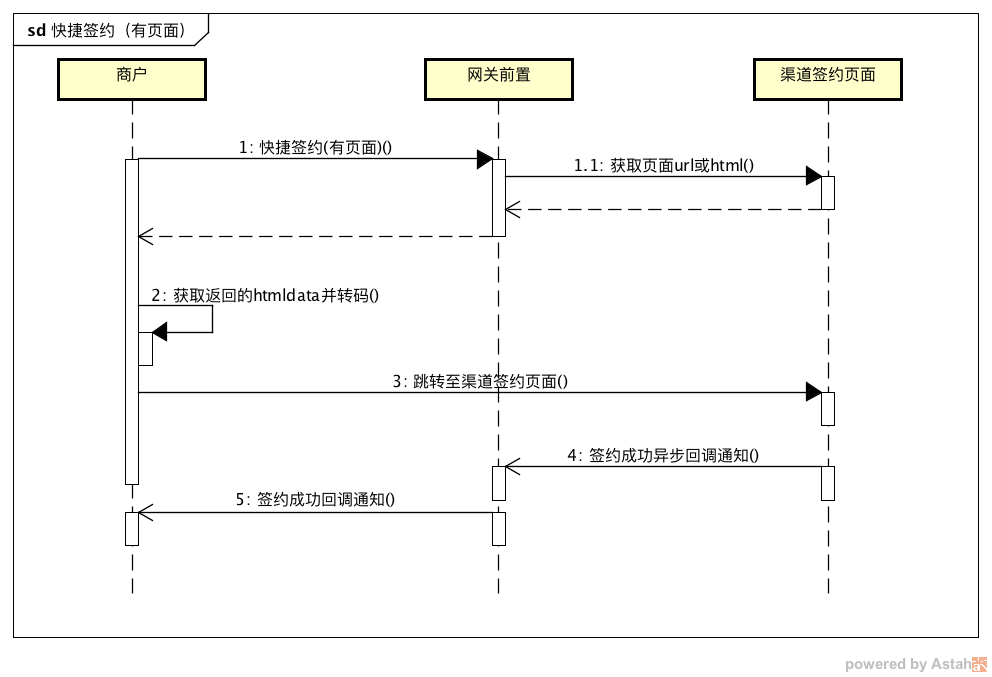 sd 快捷签约（有页面）
商户
网关前置
渠道签约页面
1: 快捷签约(有页面)()
1.1: 获取页面url或html()
2: 获取返回的htmldata并转码()
3: 跳转至渠道签约页面()
4: 签约成功异步回调通知()
5: 签约成功回调通知()
powered by Astah